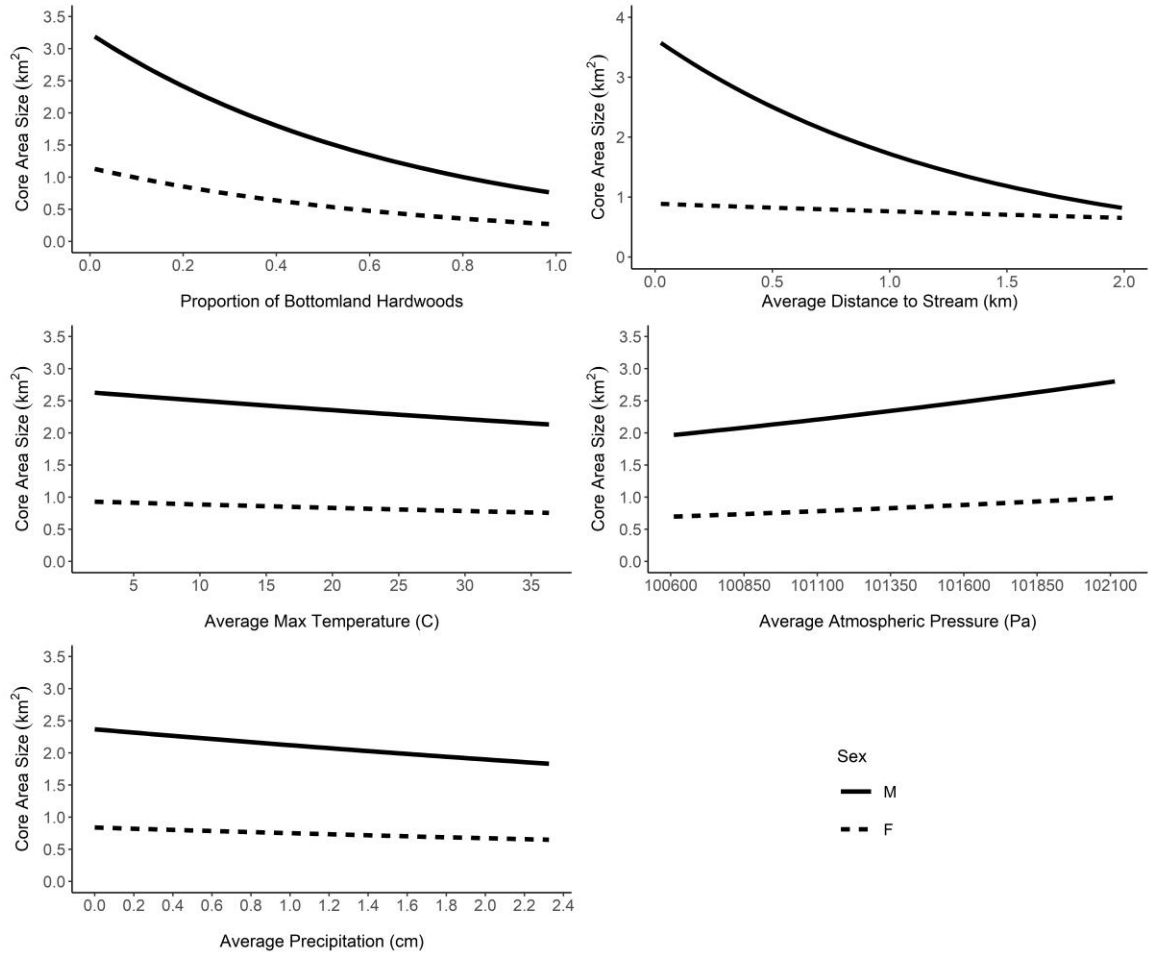 Core Area Size (km²)
3.5
3.0
2.5
2.0
1.5
1.0
0.5
0.0
0.0 0.2 0.4 0.6 0.8 1.0
Proportion of Bottomland Hardwoods
Core Area Size (km²)
4
3
2
1
0
0.0 0.5 1.0 1.5 2.0
Average Distance to Stream (km)
Core Area Size (km²)
3.5
3.0
2.5
2.0
1.5
1.0
0.5
0.0
5 10 15 20 25 30 35
Average Max Temperature (C)
Core Area Size (km²)
3.5
3.0
2.5
2.0
1.5
1.0
0.5
0.0
100600 100850 101100 101350 101600 101850 102100
Average Atmospheric Pressure (Pa)
Core Area Size (km²)
3.5
3.0
2.5
2.0
1.5
1.0
0.5
0.0
0.0 0.2 0.4 0.6 0.8 1.0 1.2 1.4 1.6 1.8 2.0 2.2 2.4
Average Precipitation (cm)
Sex
M
F